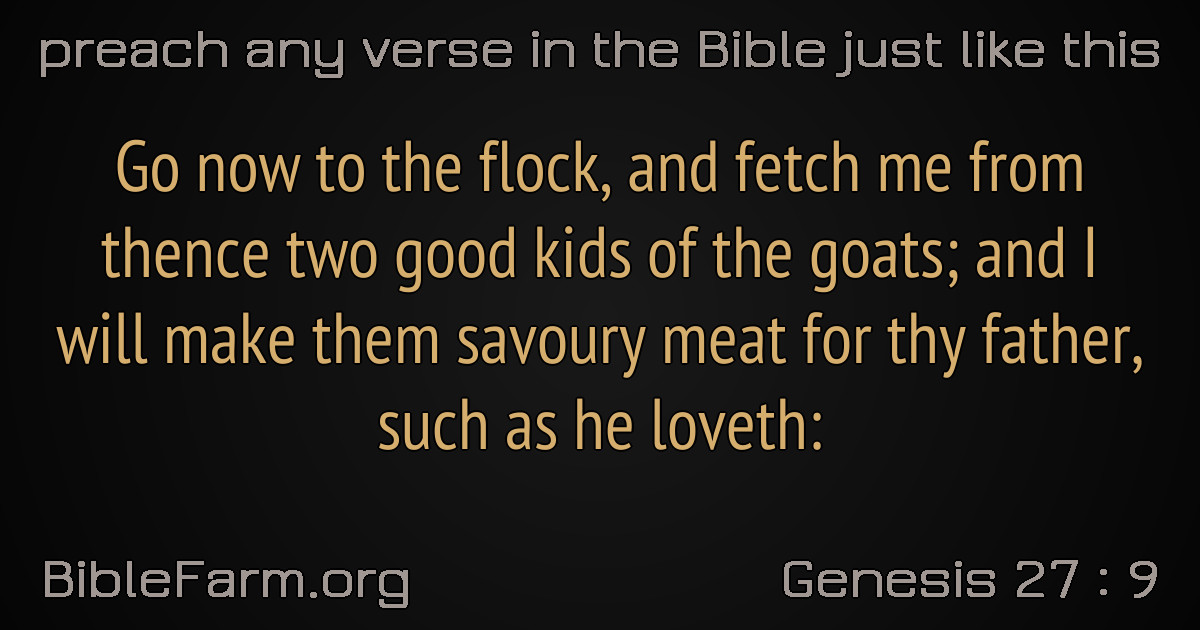 preach any verse in the Bible just like this
Go now to the flock, and fetch me from
thence two good kids of the goats; and I
will make them savoury meat for thy father,
such as he loveth:
BibleFarm.org
Genesis 27 : 9